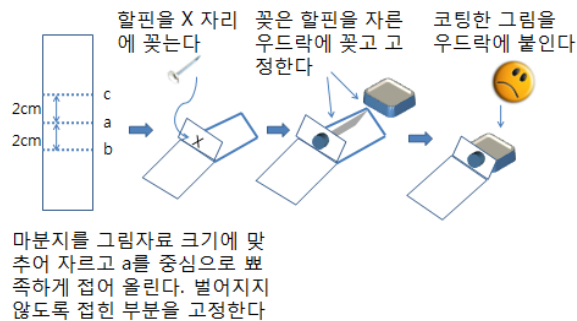 할핀을 X 자리
에 꽂는다
꽂은 할핀을 자른
우드락에 꽂고 고
정한다
코팅한 그림을
우드락에 붙인다
c
2cm
a
2cm
b
X
마분지를 그림자료 크기에 맞
추어 자르고 a를 중심으로 뾰
족하게 접어 올린다. 벌어지지
않도록 접힌 부분을 고정한다